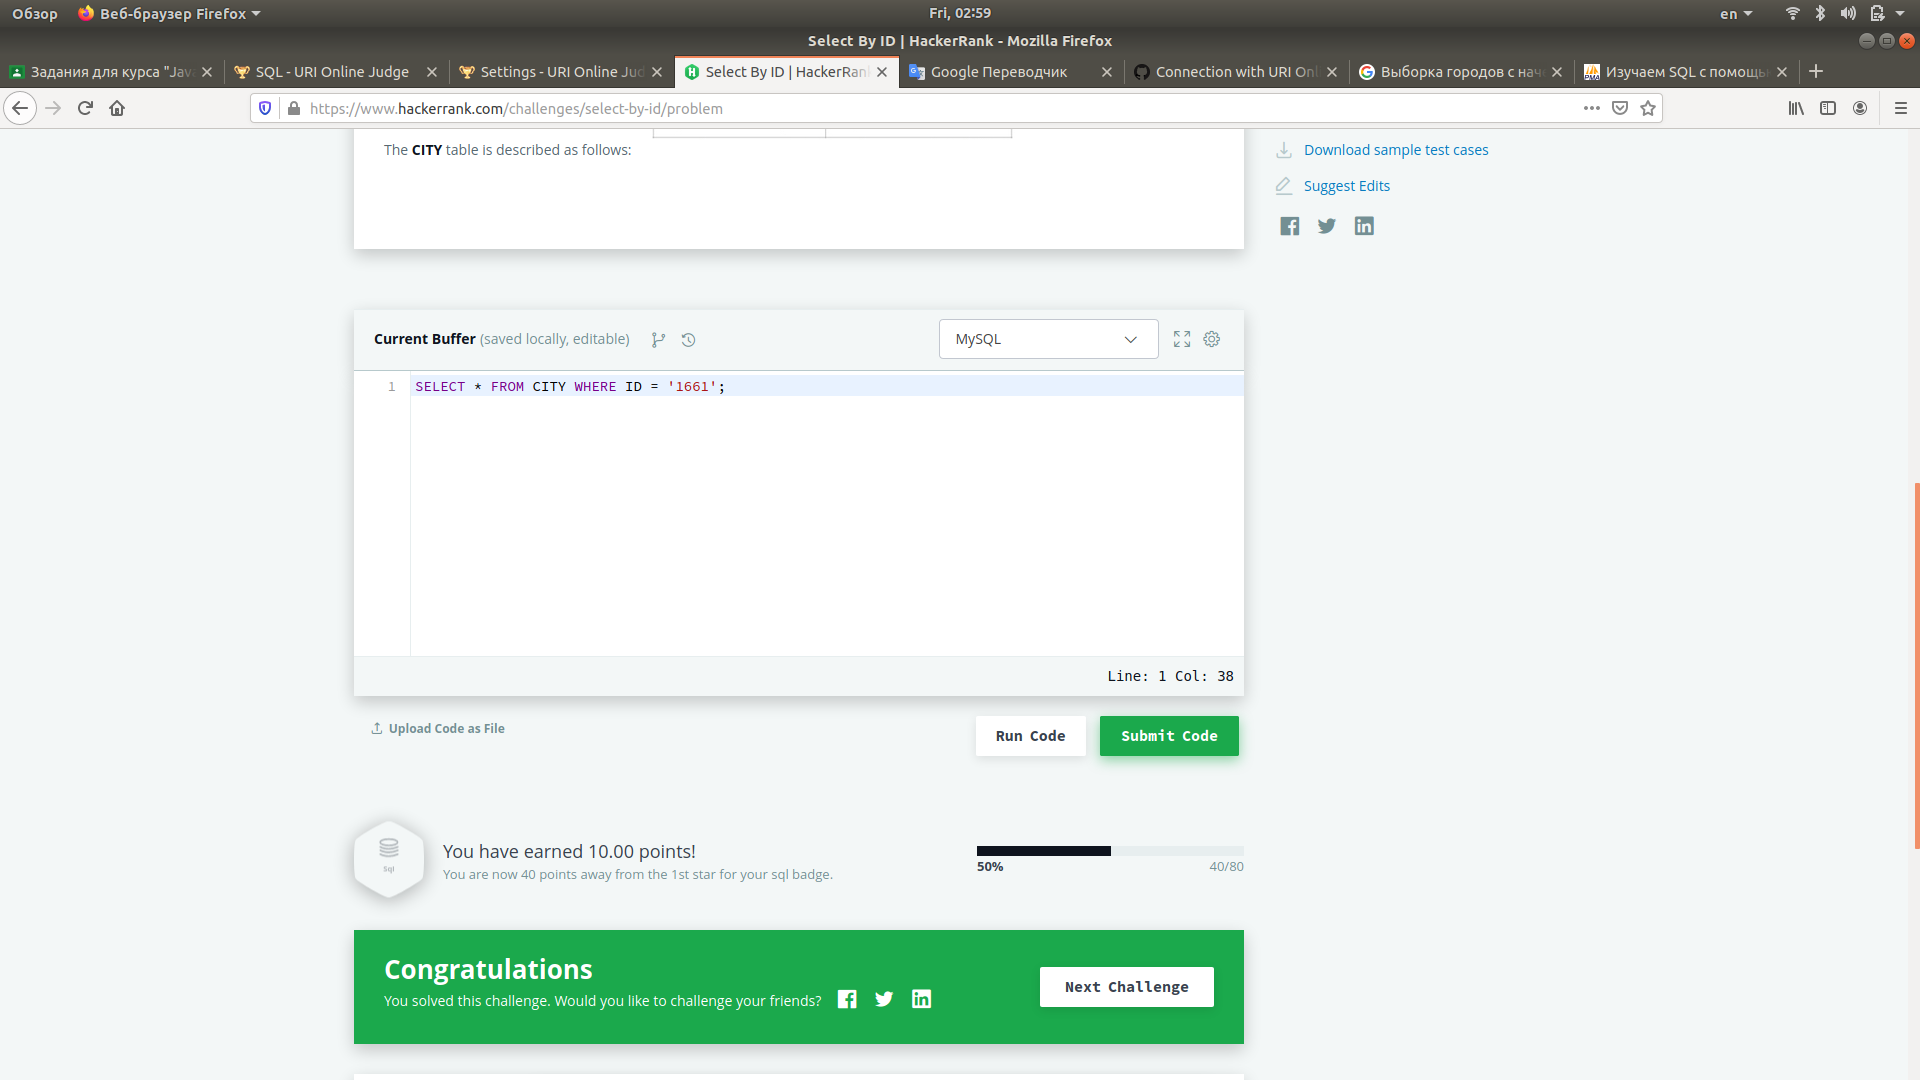 Обзор Веб-браузер Firefox Fri, 02:59 en
Select By ID | HackerRank - Mozilla Firefox
Задания для курса "Jav SQL - URI Online Judge Settings - URI Online Jud Select By ID | HackerRan Google Переводчик Connection with URI On Выборка городов с нач Изучаем SQL с помощь
https://www.hackerrank.com/challenges/select-by-id/problem
The CITY table is described as follows:
Download sample test cases
Suggest Edits
Current Buffer (saved locally, editable) MySQL
1 SELECT * FROM CITY WHERE ID = '1661';
Line: 1 Col: 38
Upload Code as File Run Code Submit Code
Sql
You have earned 10.00 points!
You are now 40 points away from the 1st star for your sql badge.
50% 40/80
Congratulations
You solved this challenge. Would you like to challenge your friends?
Next Challenge